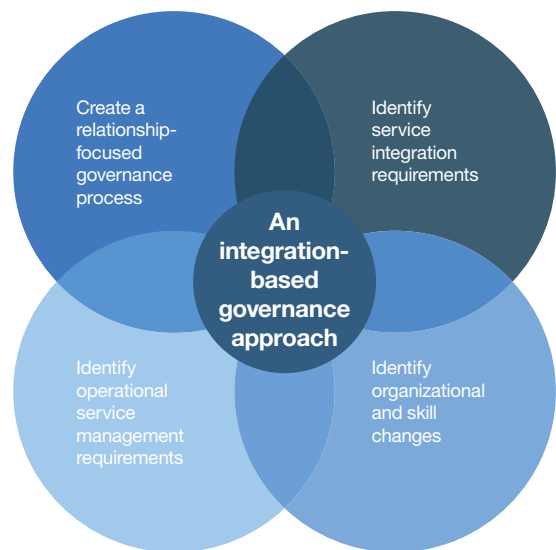 Create a
relationship-
focused
governance
process
Identify
service
integration
requirements
An
integration-
based
governance
approach
Identify
operational
service
management
requirements
Identify
organizational
and skill
changes